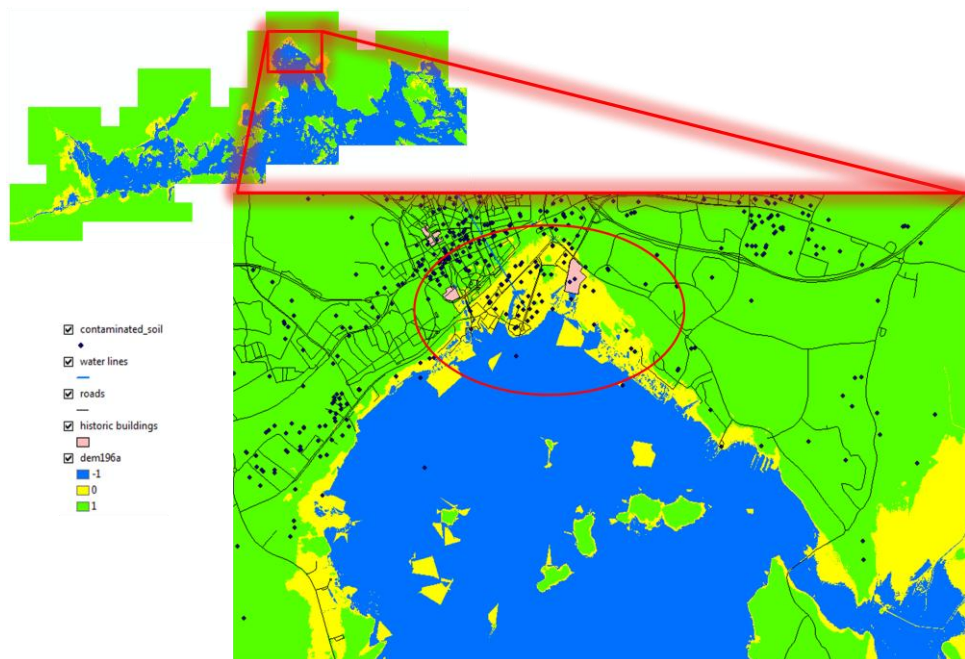 contaminated_soil
water lines
roads
historic buildings
dem196a
-1
0
1